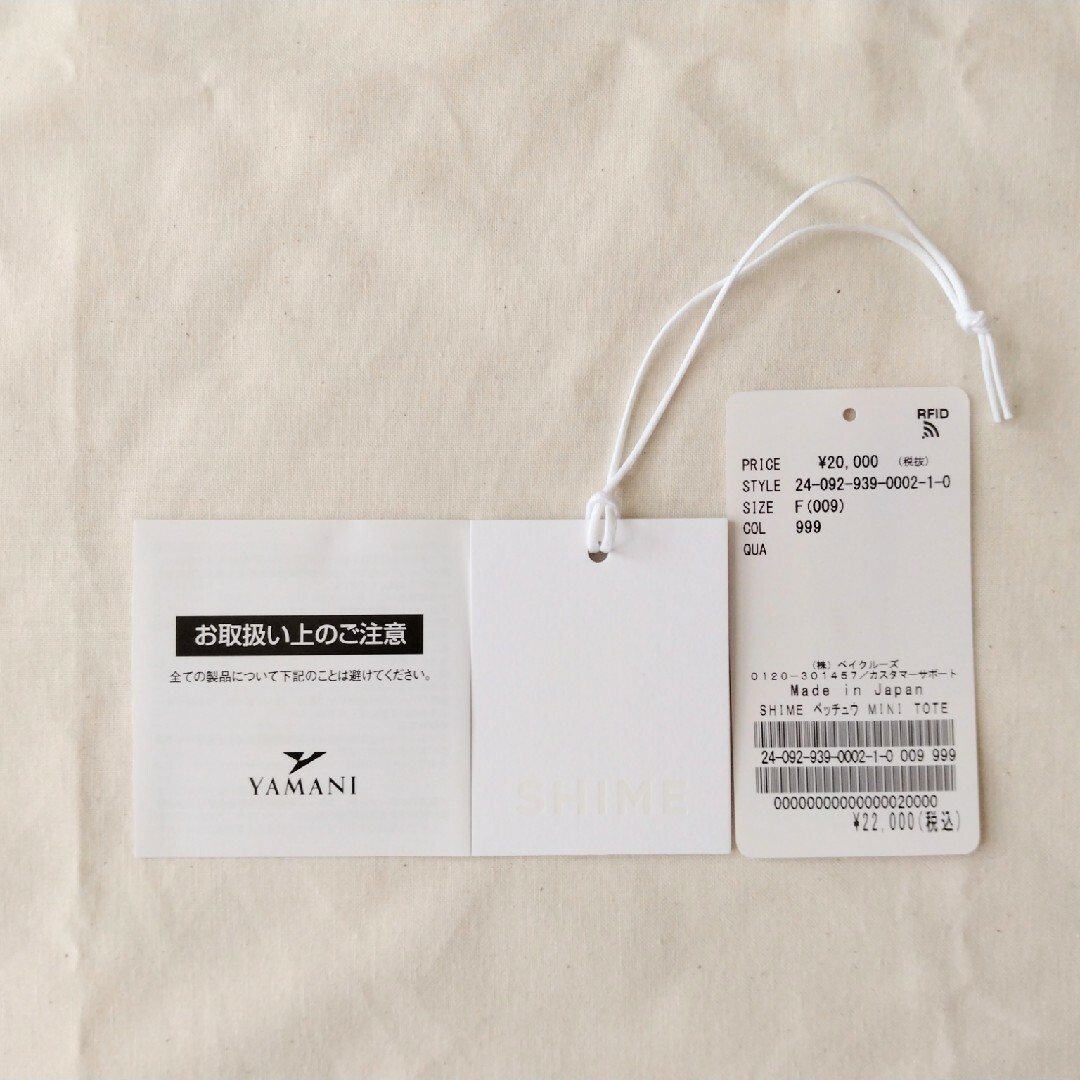 お取扱い上のご注意
全ての製品について下記のことは避けてください。
YAMANI
SHIME
RFID
PRICE ¥20,000 (税抜)
STYLE 24-092-939-0002-1-0
SIZE F(009)
COL 999
QUA
(株) ベイクルーズ
0120-301457/カスタマーサポート
Made in Japan
SHIME ベッチュウ MINI TOTE
24-092-939-0002-1-0 009 999
00000000000000020000
¥22,000(税込)